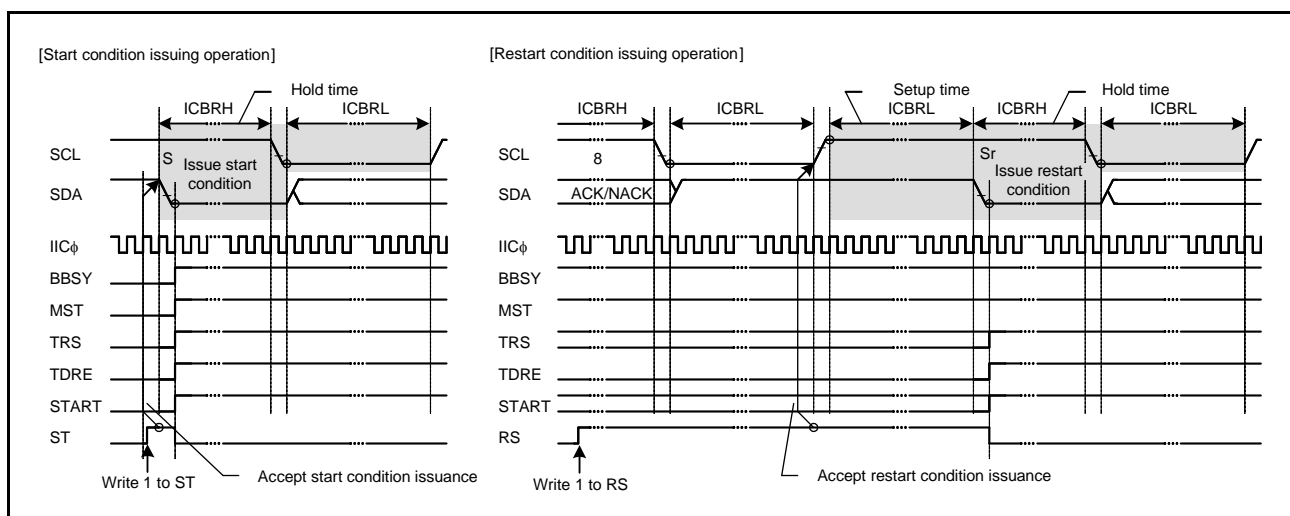 [Start condition issuing operation]
Hold time
ICBRH
ICBRL
SCL
S
Issue start
condition
SDA
IICφ
BBSY
MST
TRS
TDRE
START
ST
Accept start condition issuance
Write 1 to ST
[Restart condition issuing operation]
Setup time
Hold time
ICBRH
ICBRL
ICBRL
ICBRH
ICBRL
SCL
8
Sr
Issue restart
condition
SDA
ACK/NACK
IICφ
BBSY
MST
TRS
TDRE
START
RS
Accept restart condition issuance
Write 1 to RS